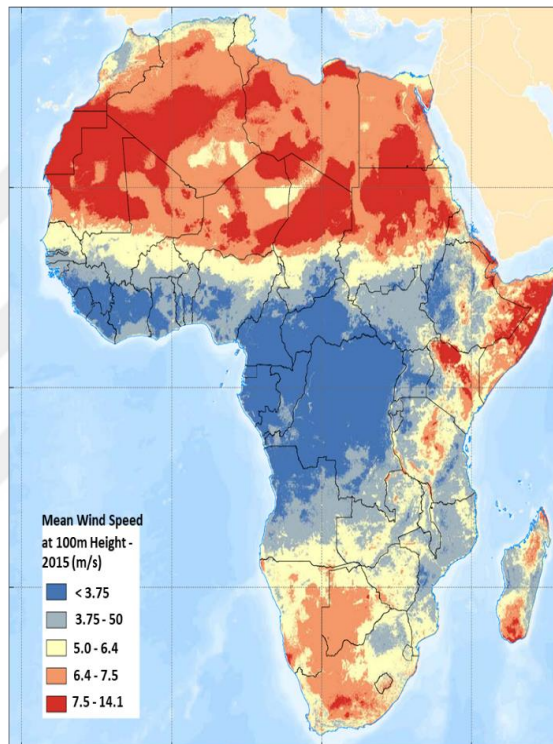 Mean Wind Speed
at 100m Height -
2015 (m/s)
< 3.75
3.75 - 50
5.0 - 6.4
6.4 - 7.5
7.5 - 14.1